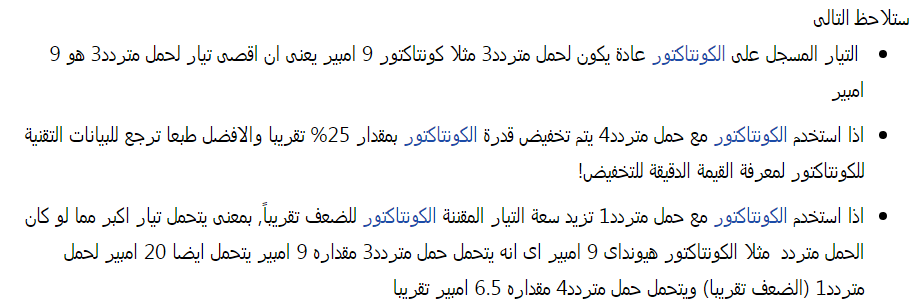 ستلاحظ التالى
التيار المسجل على الكونتاكتور عادة يكون لحمل متردد3 مثلا كونتاكتور 9 امبير يعنى ان اقصى تيار لحمل متردد3 هو 9
امبير
اذا استخدم الكونتاكتور مع حمل متردد4 يتم تخفيض قدرة الكونتاكتور بمقدار 25% تقريبا والافضل طبعا ترجع للبيانات التقنية
للكونتاكتور لمعرفة القيمة الدقيقة للتخفيض!
اذا استخدم الكونتاكتور مع حمل متردد1 تزيد سعة التيار المقننة الكونتاكتور للضعف تقريباً, بمعنى يتحمل تيار اكبر مما لو كان
الحمل متردد مثلا الكونتاكتور هيونداى 9 امبير اى انه يتحمل حمل متردد3 مقداره 9 امبير يتحمل ايضا 20 امبير لحمل
متردد1 (الضعف تقريبا) ويتحمل حمل متردد4 مقداره 6.5 امبير تقريبا